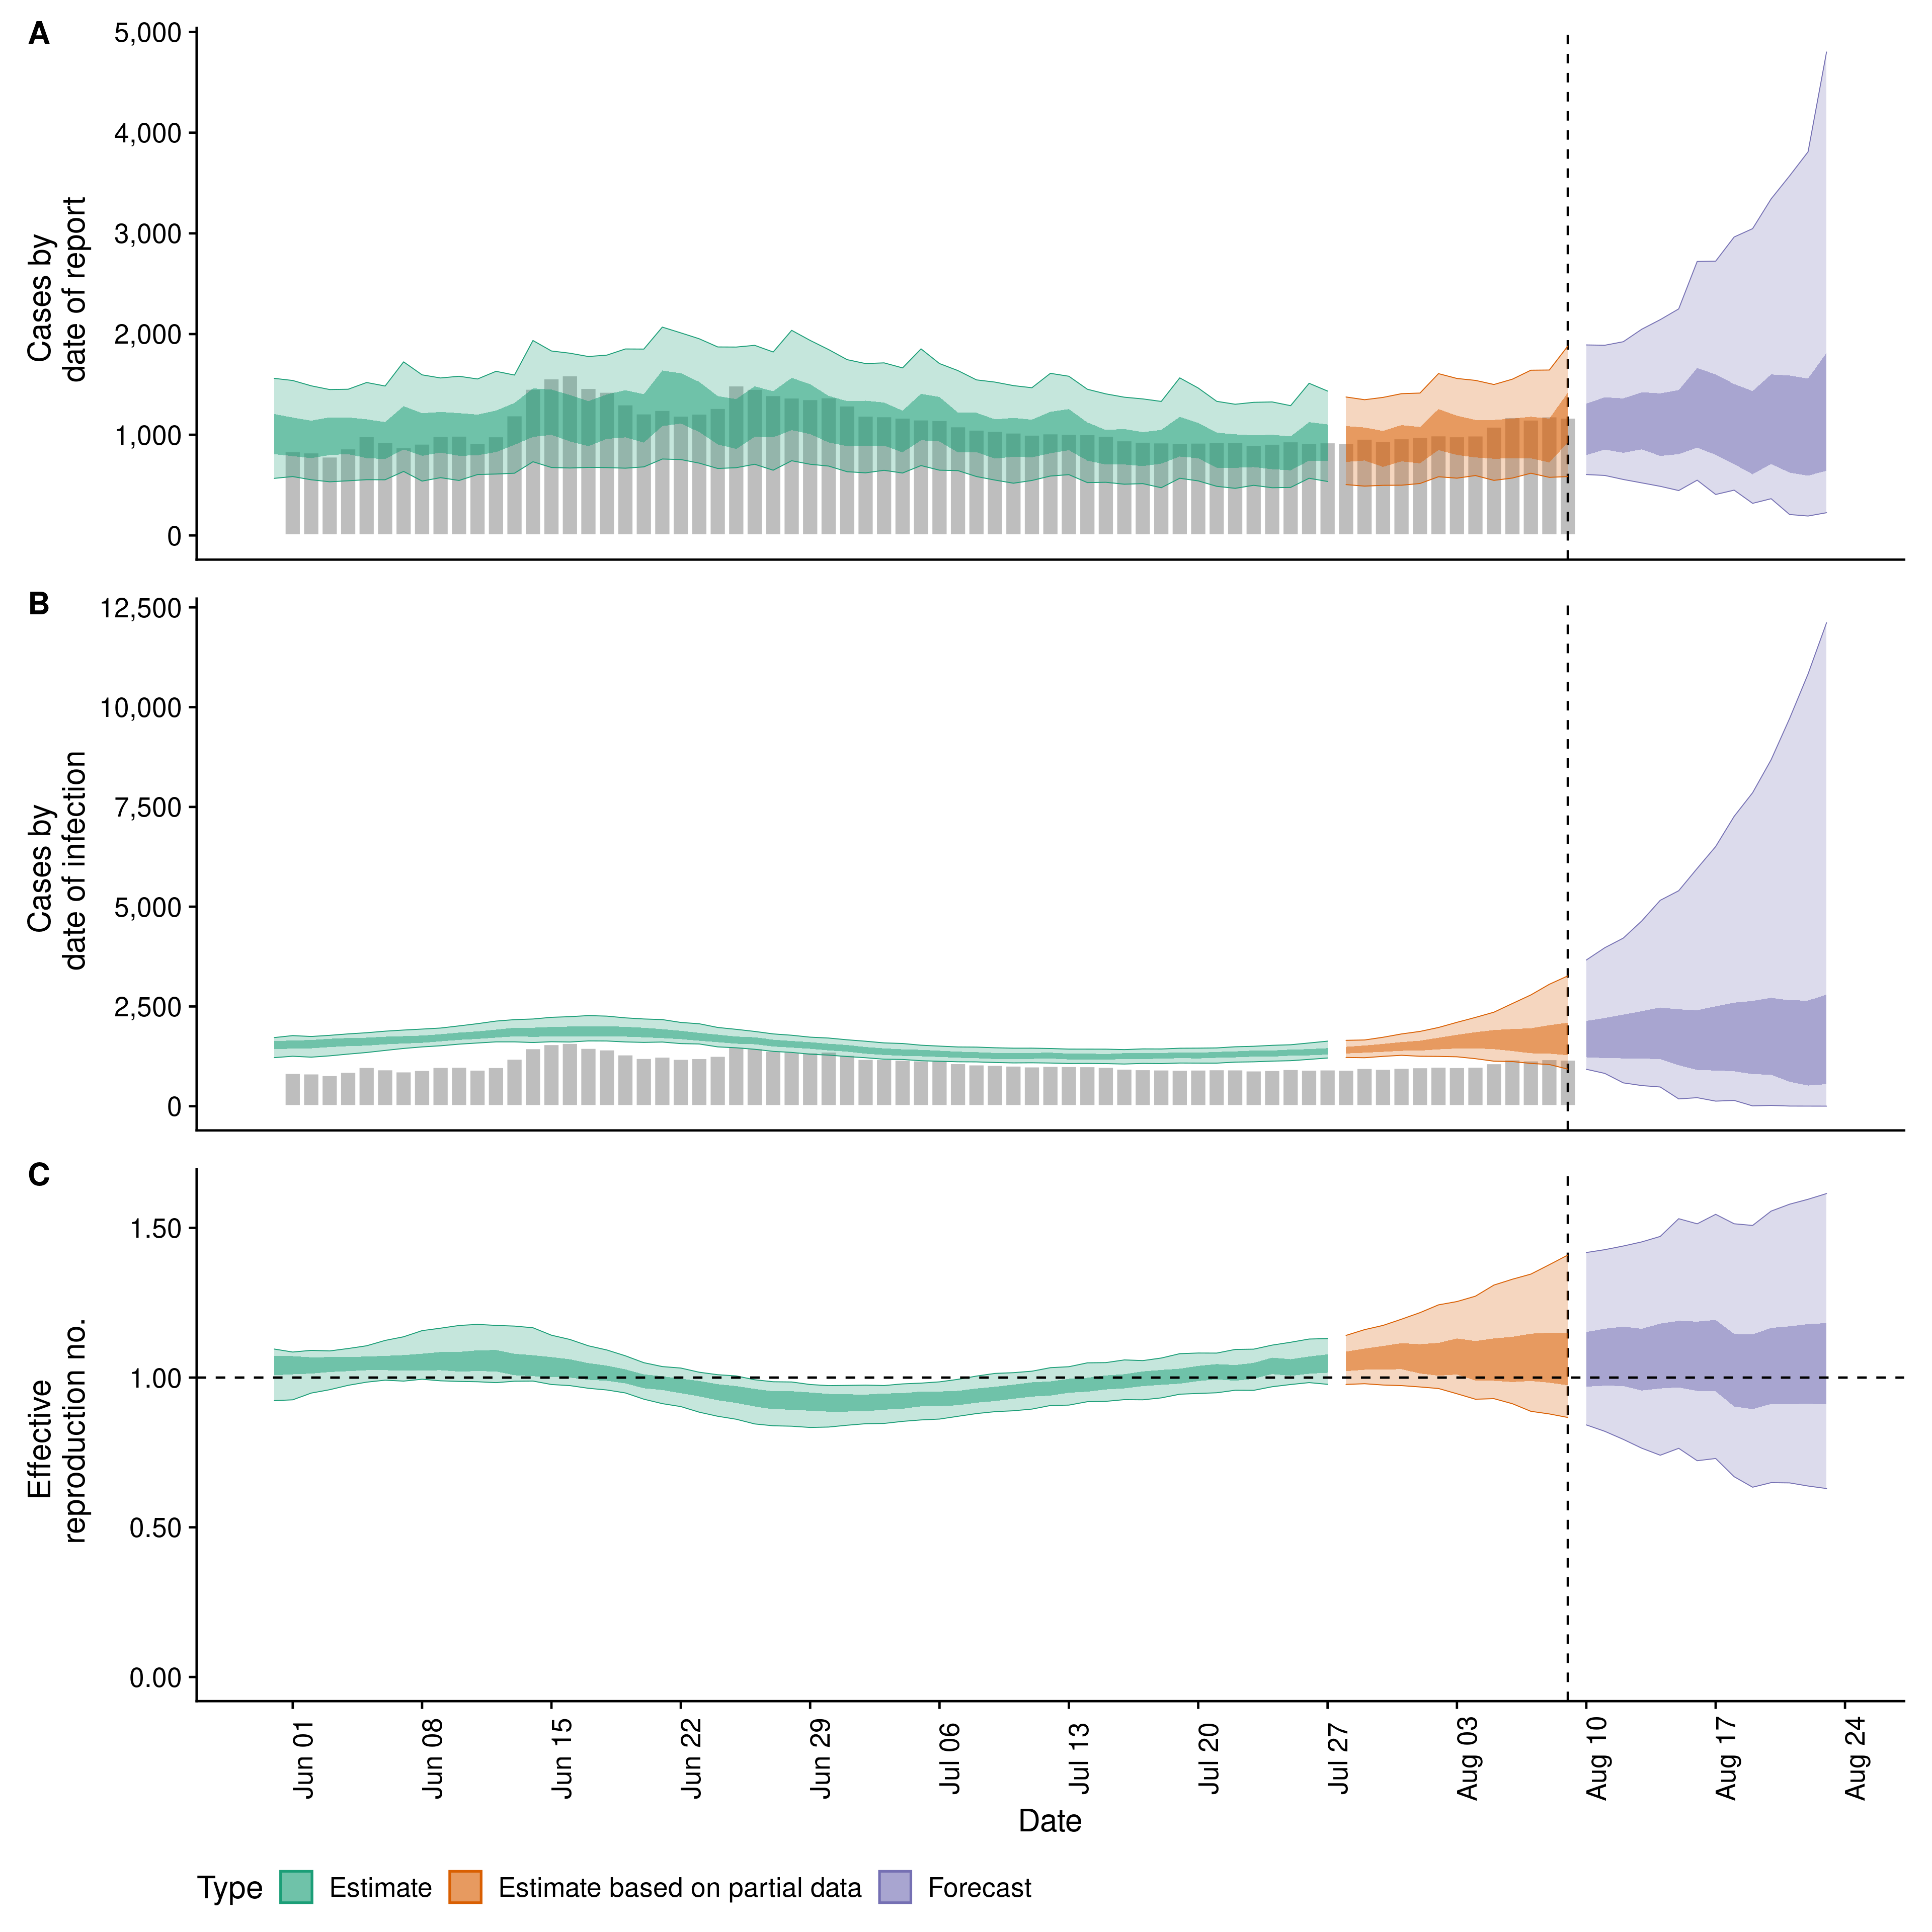 A
5,000
4,000
3,000
2,000
1,000
0
Cases by
date of report
B
12,500
10,000
7,500
5,000
2,500
0
Cases by
date of infection
C
1.50
1.00
0.50
0.00
Effective
reproduction no.
Jun 01
Jun 08
Jun 15
Jun 22
Jun 29
Jul 06
Jul 13
Jul 20
Jul 27
Aug 03
Aug 10
Aug 17
Aug 24
Date
Type Estimate Estimate based on partial data Forecast